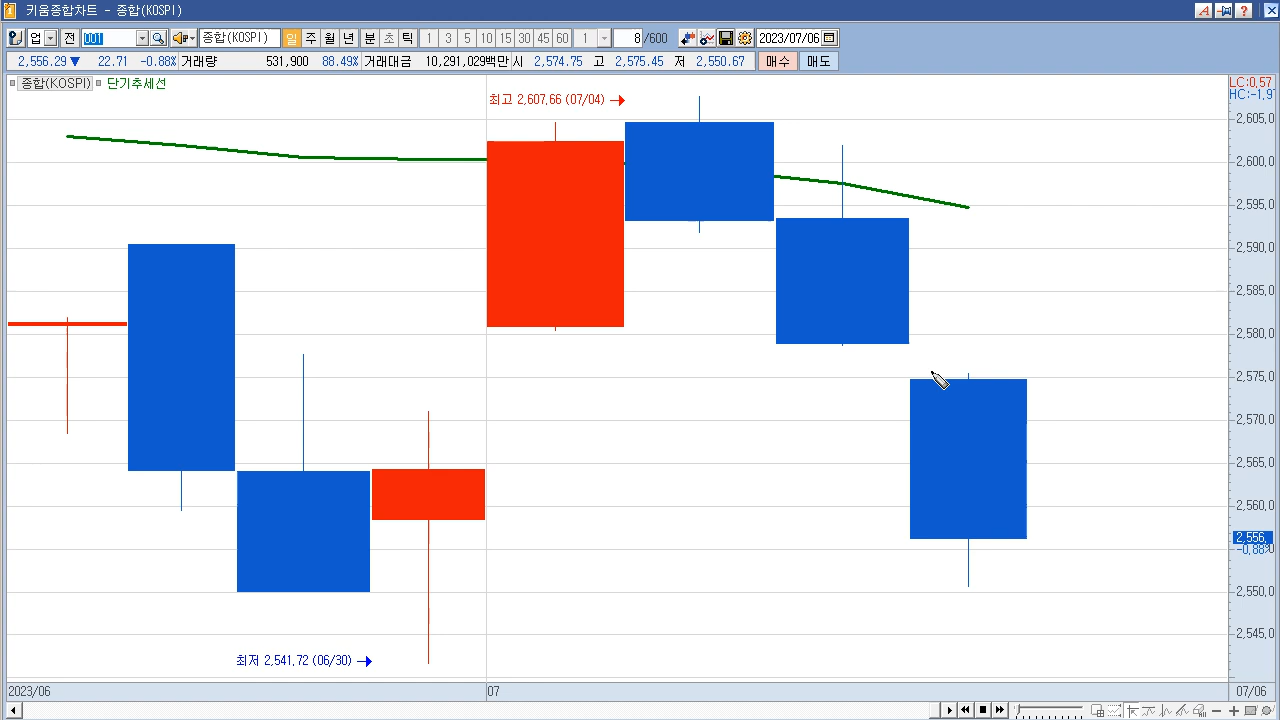 키움종합차트 - 종합(KOSPI)
업 전 001 종합(KOSPI) 일 주 월 년 분 초 틱 1 3 5 10 15 30 45 60 1 8 /600 2023/07/06
2,556.29 ▼ 22.71 -0.88% 거래량 531,900 88.49% 거래대금 10,291,029백만 시 2,574.75 고 2,575.45 저 2,550.67 매수 매도
종합(KOSPI) 단기추세선
LC:0.57
HC:-1.9
최고 2,607.66 (07/04) →
2,605.0
2,600.0
2,595.0
2,590.0
2,585.0
2,580.0
2,575.0
2,570.0
2,565.0
2,560.0
2,556.
-0.88%
2,550.0
2,545.0
최저 2,541.72 (06/30) →
2023/06 07 07/06